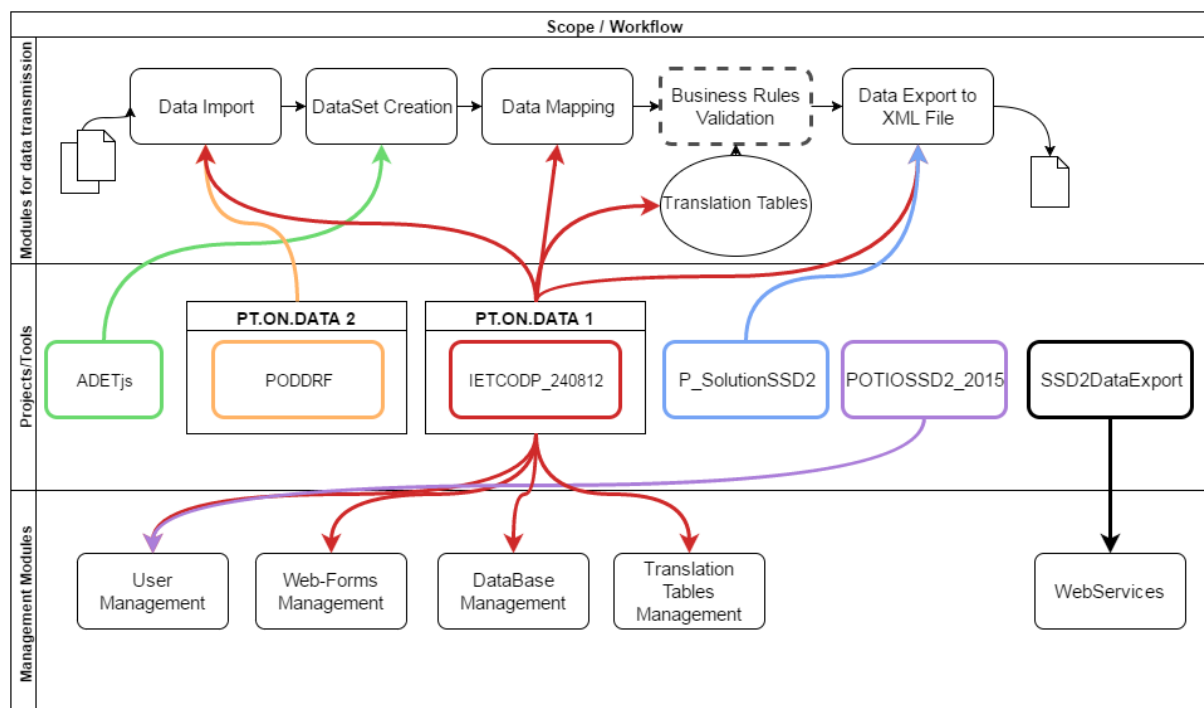 Scope / Workflow
Modules for data transmission
Data Import
DataSet Creation
Data Mapping
Business Rules
Validation
Data Export to
XML File
Translation Tables
Projects/Tools
PT.ON.DATA 2
PT.ON.DATA 1
ADETjs
PODDRF
IETCODP_240812
P_SolutionSSD2
POTIOSSD2_2015
SSD2DataExport
Management Modules
User
Management
Web-Forms
Management
DataBase
Management
Translation
Tables
Management
WebServices